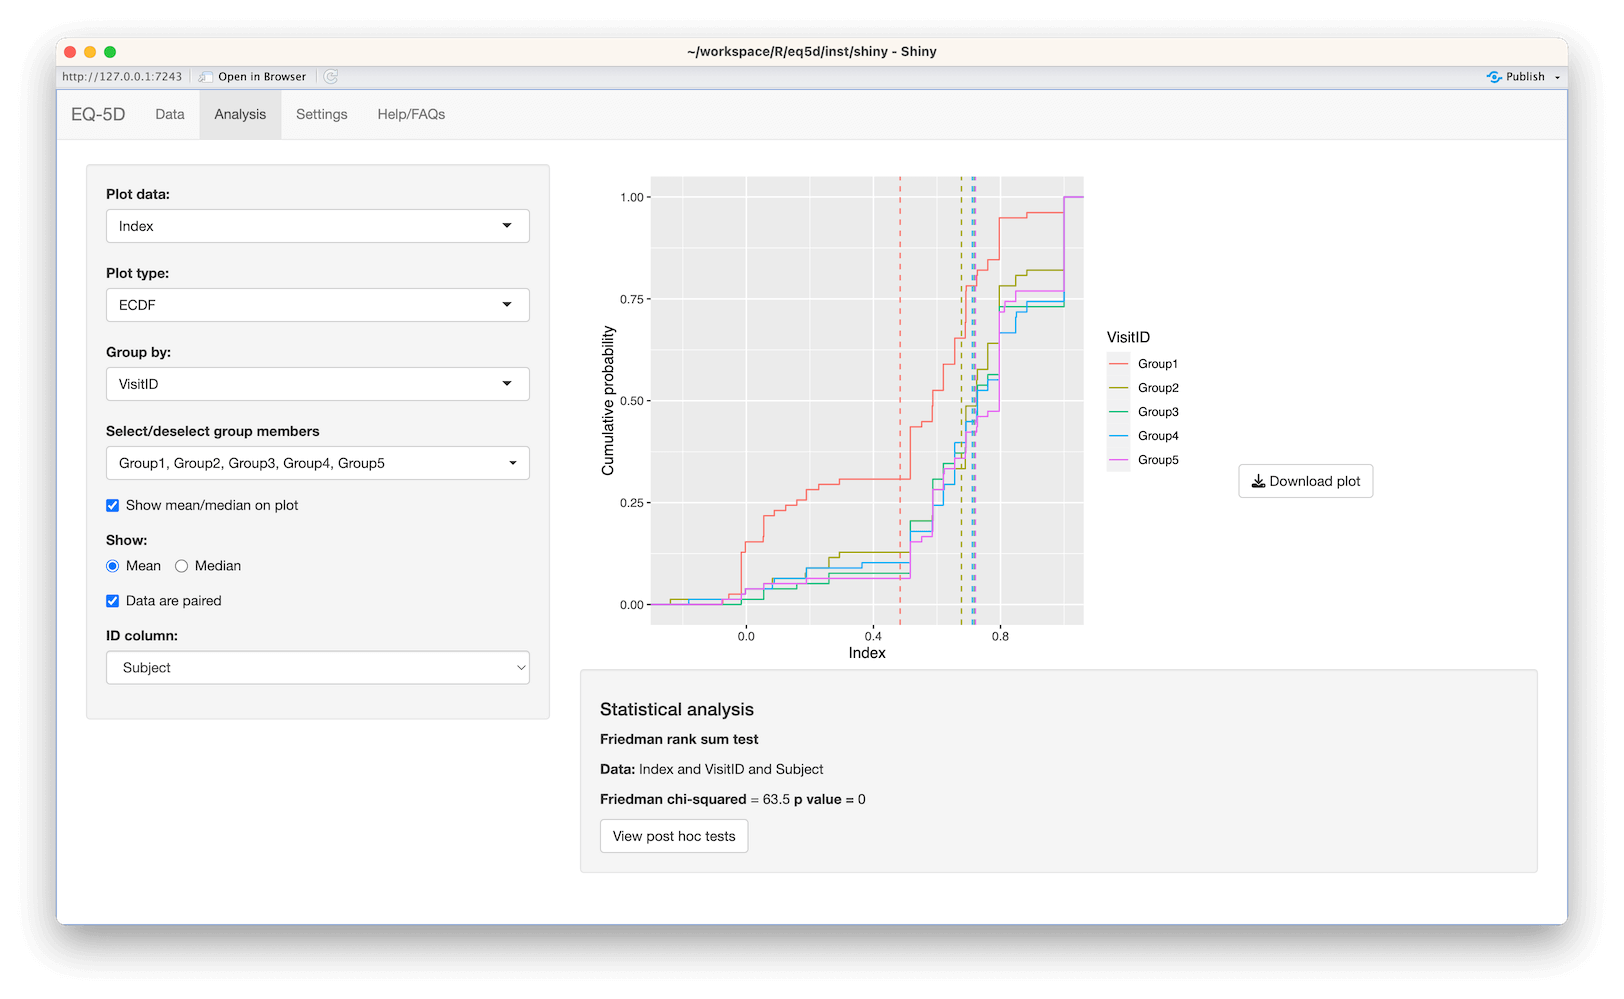 ~/workspace/R/eq5d/inst/shiny - Shiny
http://127.0.0.1:7243 Open in Browser Publish
EQ-5D Data Analysis Settings Help/FAQs
Plot data:
Index
Plot type:
ECDF
Group by:
VisitID
Select/deselect group members
Group1, Group2, Group3, Group4, Group5
Show mean/median on plot
Show:
Mean Median
Data are paired
ID column:
Subject
Cumulative probability
1.00
0.75
0.50
0.25
0.00
0.0 0.4 0.8
Index
VisitID
Group1
Group2
Group3
Group4
Group5
Download plot
Statistical analysis
Friedman rank sum test
Data: Index and VisitID and Subject
Friedman chi-squared = 63.5 p value = 0
View post hoc tests